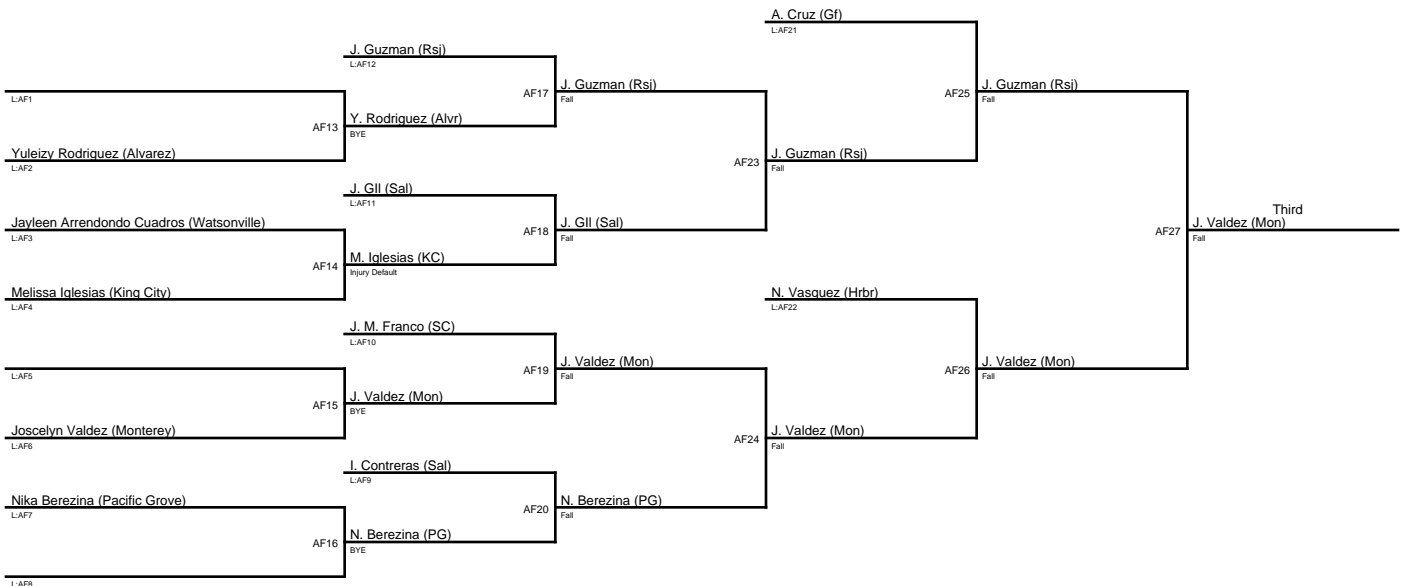 A. Cruz (Gf)
L:AF21
J. Guzman (Rsj)
L:AF12
AF17
J. Guzman (Rsj)
Fall
AF25
J. Guzman (Rsj)
Fall
L:AF1
AF13
Y. Rodriguez (Alvr)
BYE
Yuleizy Rodriguez (Alvarez)
L:AF2
AF23
J. Guzman (Rsj)
Fall
J. GIl (Sal)
L:AF11
Jayleen Arrendondo Cuadros (Watsonville)
L:AF3
AF18
J. GIl (Sal)
Fall
AF27
Third
J. Valdez (Mon)
Fall
AF14
M. Iglesias (KC)
Injury Default
Melissa Iglesias (King City)
L:AF4
N. Vasquez (Hrbr)
L:AF22
J. M. Franco (SC)
L:AF10
L:AF5
AF19
J. Valdez (Mon)
Fall
AF26
J. Valdez (Mon)
Fall
AF15
J. Valdez (Mon)
BYE
Joscelyn Valdez (Monterey)
L:AF6
AF24
J. Valdez (Mon)
Fall
I. Contreras (Sal)
L:AF9
Nika Berezina (Pacific Grove)
L:AF7
AF20
N. Berezina (PG)
Fall
AF16
N. Berezina (PG)
BYE
L:AF8